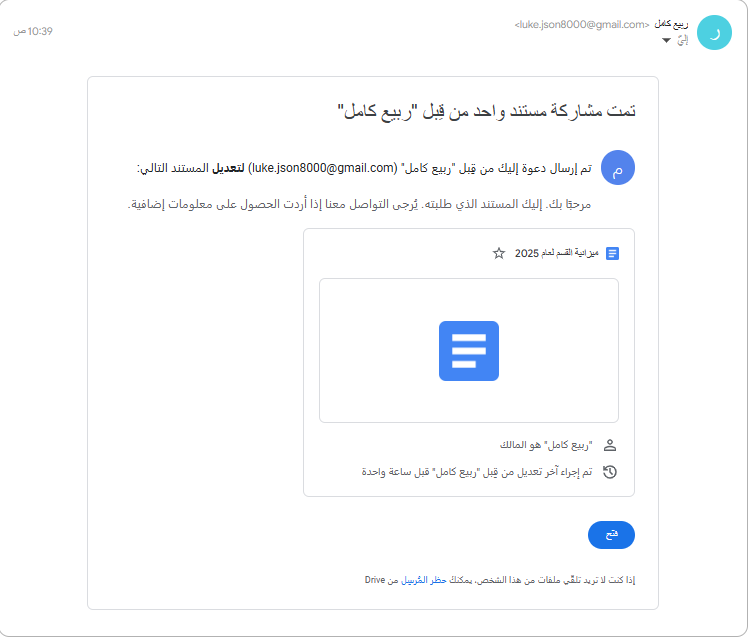 ربيع كامل <luke.json8000@gmail.com>
10:39 ص
إليّ
ر
تمت مشاركة مستند واحد من قِبل "ربيع كامل"
م
تم إرسال دعوة إليك من قِبل "ربيع كامل" (luke.json8000@gmail.com) لتعديل المستند التالي:
مرحبًا بك. إليك المستند الذي طلبته. يُرجى التواصل معنا إذا أردت الحصول على معلومات إضافية.
ميزانية القسم لعام 2025
"ربيع كامل" هو المالك
تم إجراء آخر تعديل من قِبل "ربيع كامل" قبل ساعة واحدة
فتح
إذا كنت لا تريد تلقّي ملفات من هذا الشخص، يمكنك حظر المُرسِل من Drive